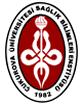 ÇUKUROVA ÜNİVERSİTESİ SAĞLIK BİLİMLERİ ENSTİTÜSÜ
1982